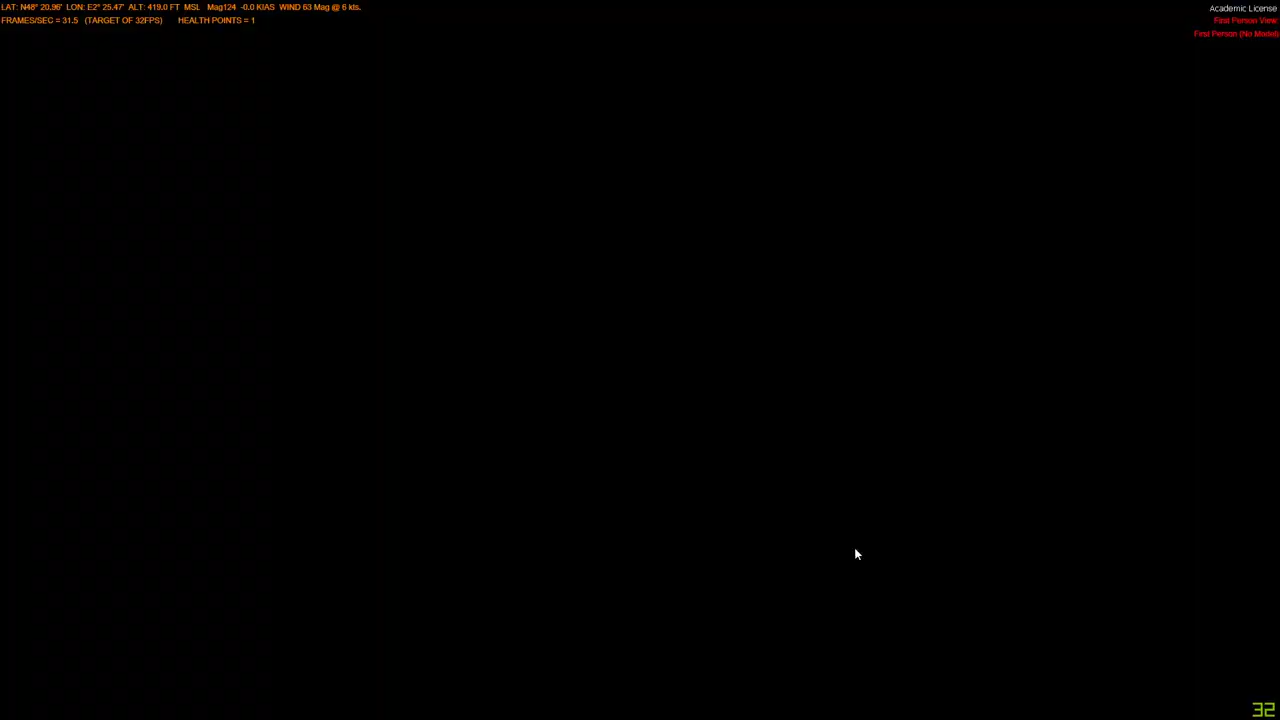 LAT: N48° 20.96' LON: E2° 25.47' ALT: 419.0 FT MSL Mag124 -0.0 KIAS WIND 63 Mag @ 6 kts.
FRAMES/SEC = 31.5 (TARGET OF 32FPS) HEALTH POINTS = 1
Academic License
First Person View
First Person (No Model)
32